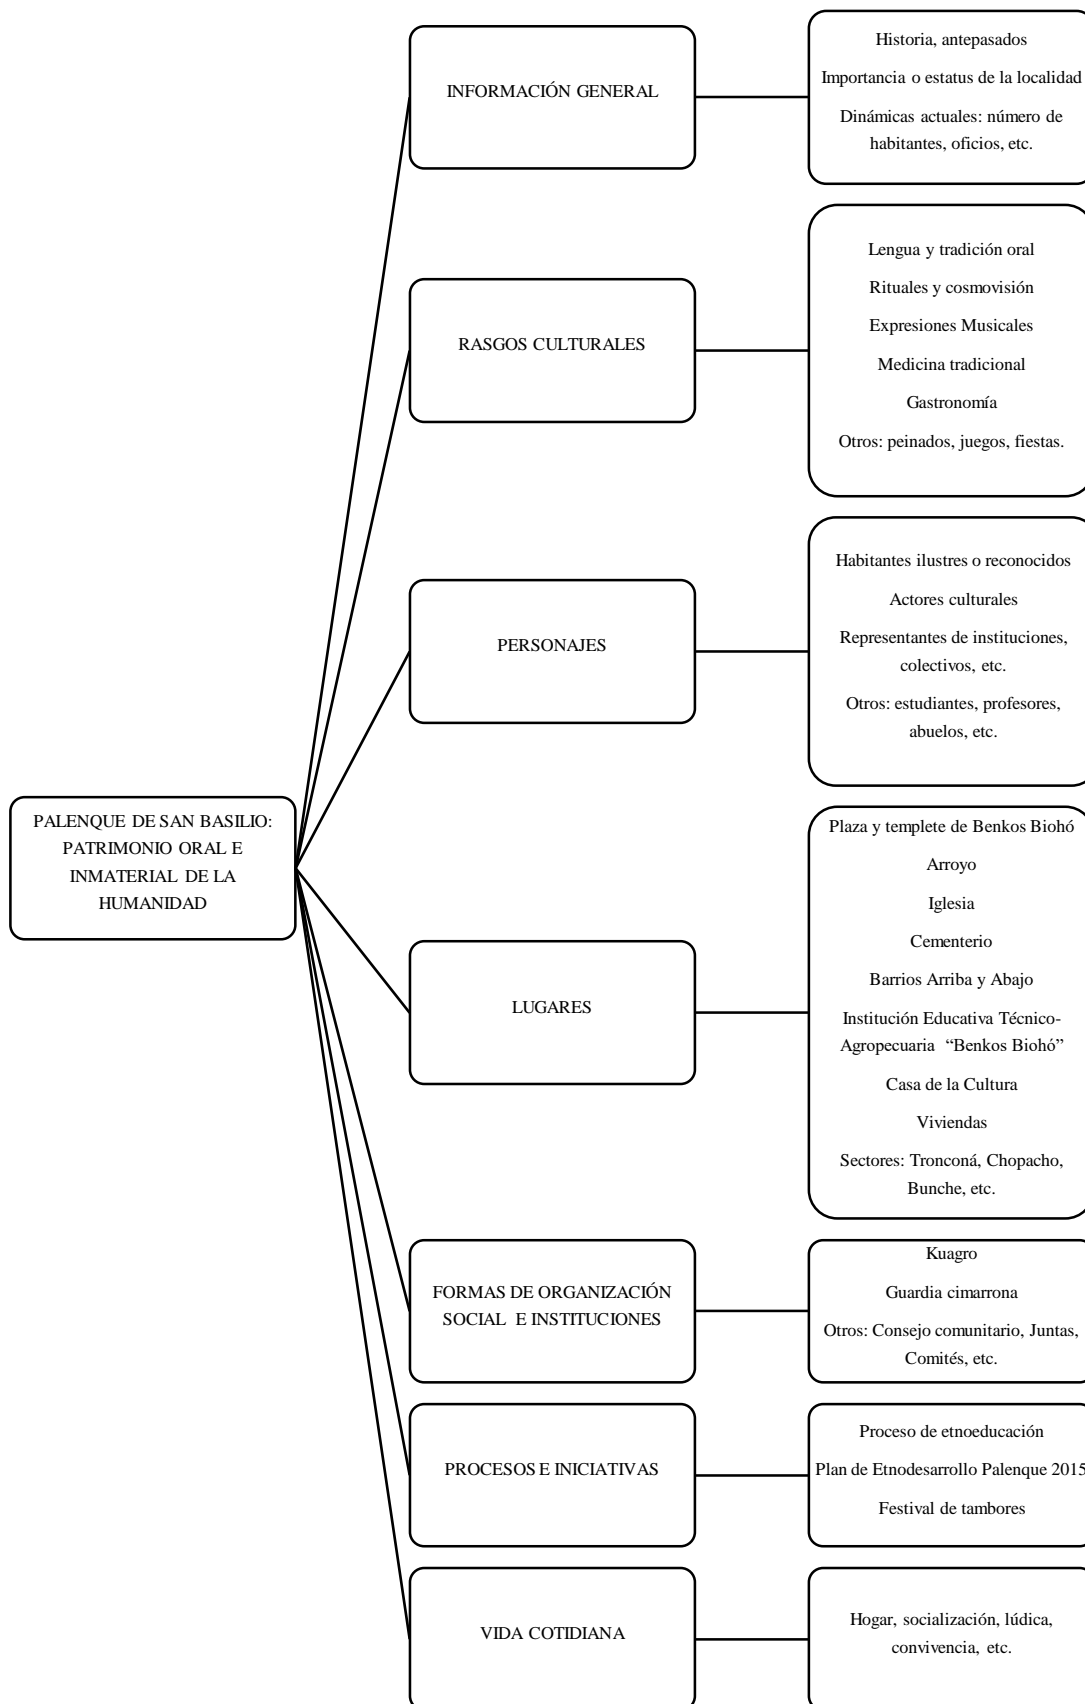 INFORMACIÓN GENERAL
Historia, antepasados
Importancia o estatus de la localidad
Dinámicas actuales: número de
habitantes, oficios, etc.
RASGOS CULTURALES
Lengua y tradición oral
Rituales y cosmovisión
Expresiones Musicales
Medicina tradicional
Gastronomía
Otros: peinados, juegos, fiestas.
PERSONAJES
Habitantes ilustres o reconocidos
Actores culturales
Representantes de instituciones,
colectivos, etc.
Otros: estudiantes, profesores,
abuelos, etc.
PALENQUE DE SAN BASILIO:
PATRIMONIO ORAL E
INMATERIAL DE LA
HUMANIDAD
LUGARES
Plaza y templete de Benkos Biohó
Arroyo
Iglesia
Cementerio
Barrios Arriba y Abajo
Institución Educativa Técnico-
Agropecuaria “Benkos Biohó”
Casa de la Cultura
Viviendas
Sectores: Tronconá, Chopacho,
Bunche, etc.
FORMAS DE ORGANIZACIÓN
SOCIAL E INSTITUCIONES
Kuagro
Guardia cimarrona
Otros: Consejo comunitario, Juntas,
Comités, etc.
PROCESOS E INICIATIVAS
Proceso de etnoeducación
Plan de Etnodesarrollo Palenque 2015
Festival de tambores
VIDA COTIDIANA
Hogar, socialización, lúdica,
convivencia, etc.